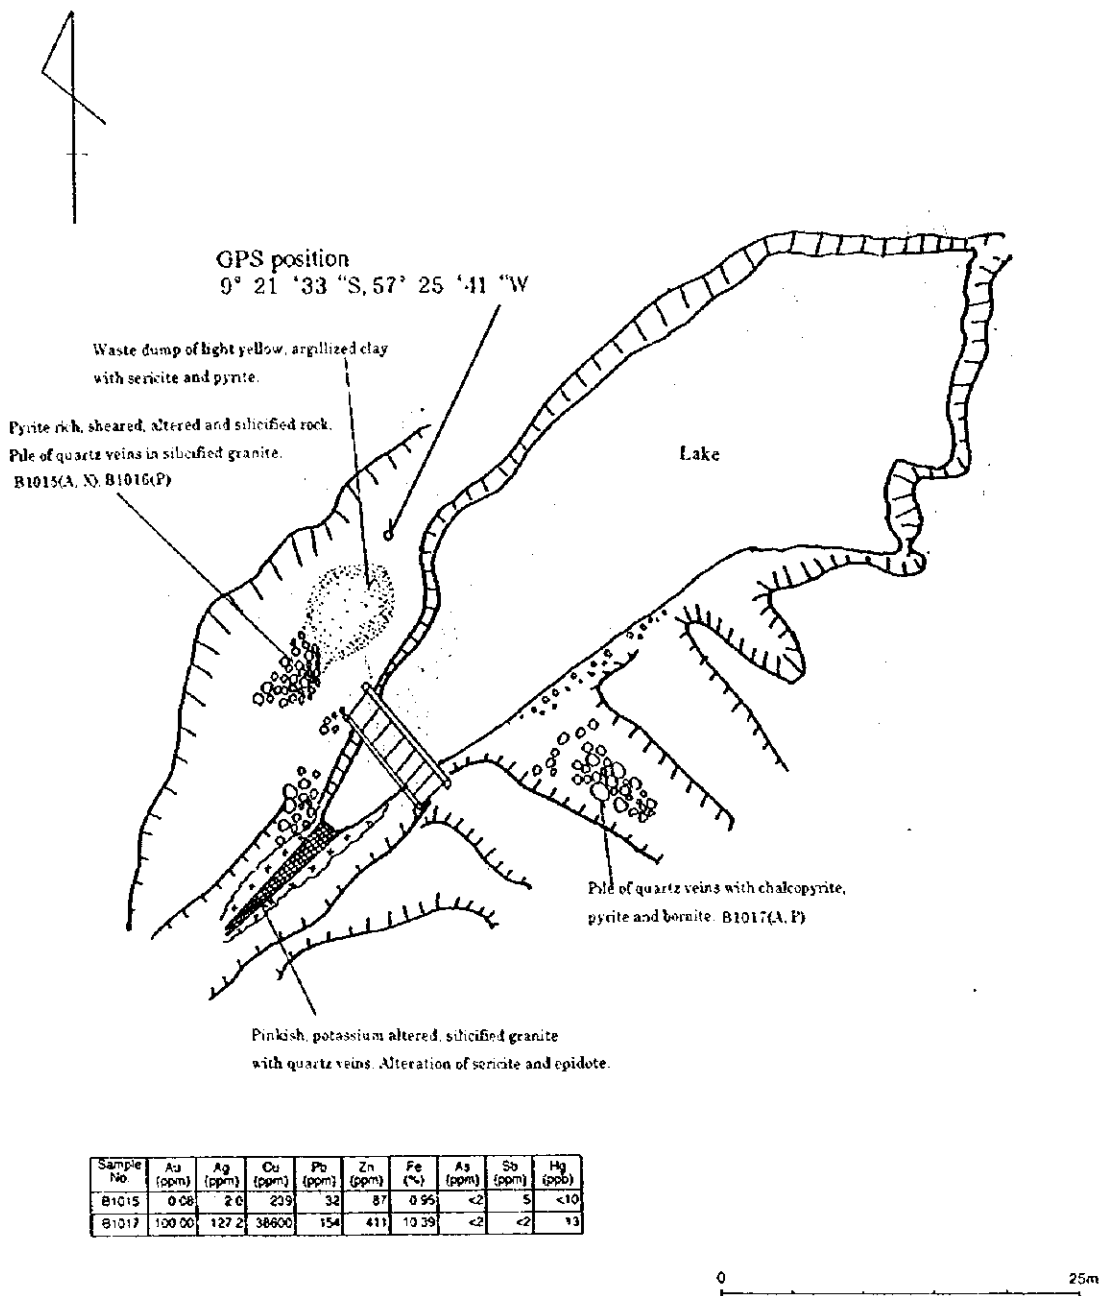 GPS position
9° 21 '33 "S, 57° 25 '41 "W
Waste dump of light yellow, argillized clay
with sericite and pyrite.
Pyrite rich, sheared, altered and silicified rock.
Pile of quartz veins in silicified granite.
B1015(A, X), B1016(P)
Lake
Pile of quartz veins with chalcopyrite,
pyrite and bornite. B1017(A, P)
Pinkish, potassium altered, silicified granite
with quartz veins. Alteration of sericite and epidote.
Sample No. Au (ppm) Ag (ppm) Cu (ppm) Pb (ppm) Zn (ppm) Fe (%) As (ppm) Sb (ppm) Hg (ppb)
B1015 0.08 2.0 239 32 87 0.95 <2 5 <10
B1017 100.00 127.2 38600 154 411 10.39 <2 <2 13
0 25m